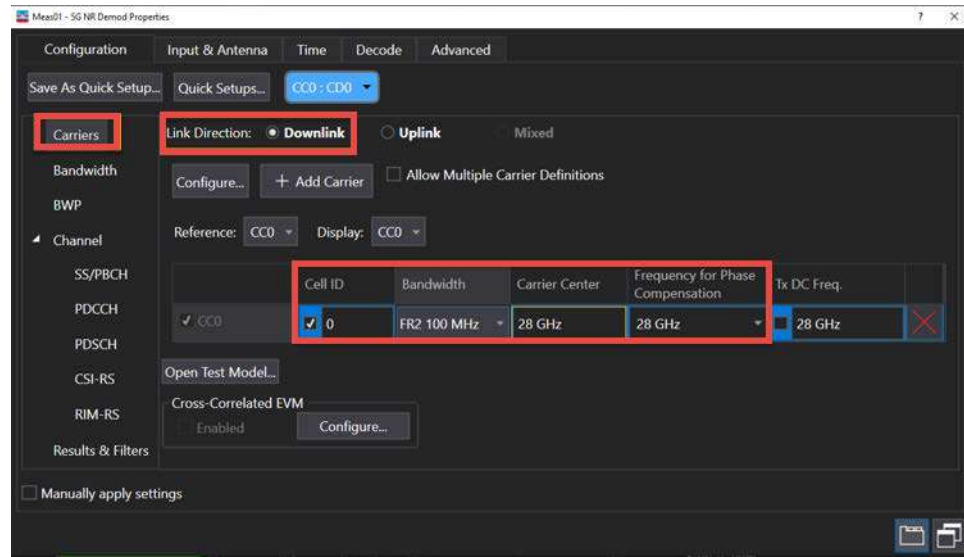 Meas01 - 5G NR Demod Properties ? ×
Configuration Input & Antenna Time Decode Advanced
Save As Quick Setup... Quick Setups... CC0 : CD0
Carriers
Bandwidth
BWP
Channel
SS/PBCH
PDCCH
PDSCH
CSI-RS
RIM-RS
Results & Filters
Link Direction: Downlink Uplink Mixed
Configure... + Add Carrier Allow Multiple Carrier Definitions
Reference: CC0 Display: CC0
Cell ID Bandwidth Carrier Center Frequency for Phase Compensation Tx DC Freq.
CC0 0 FR2 100 MHz 28 GHz 28 GHz 28 GHz
Open Test Model...
Cross-Correlated EVM
Enabled Configure...
Manually apply settings